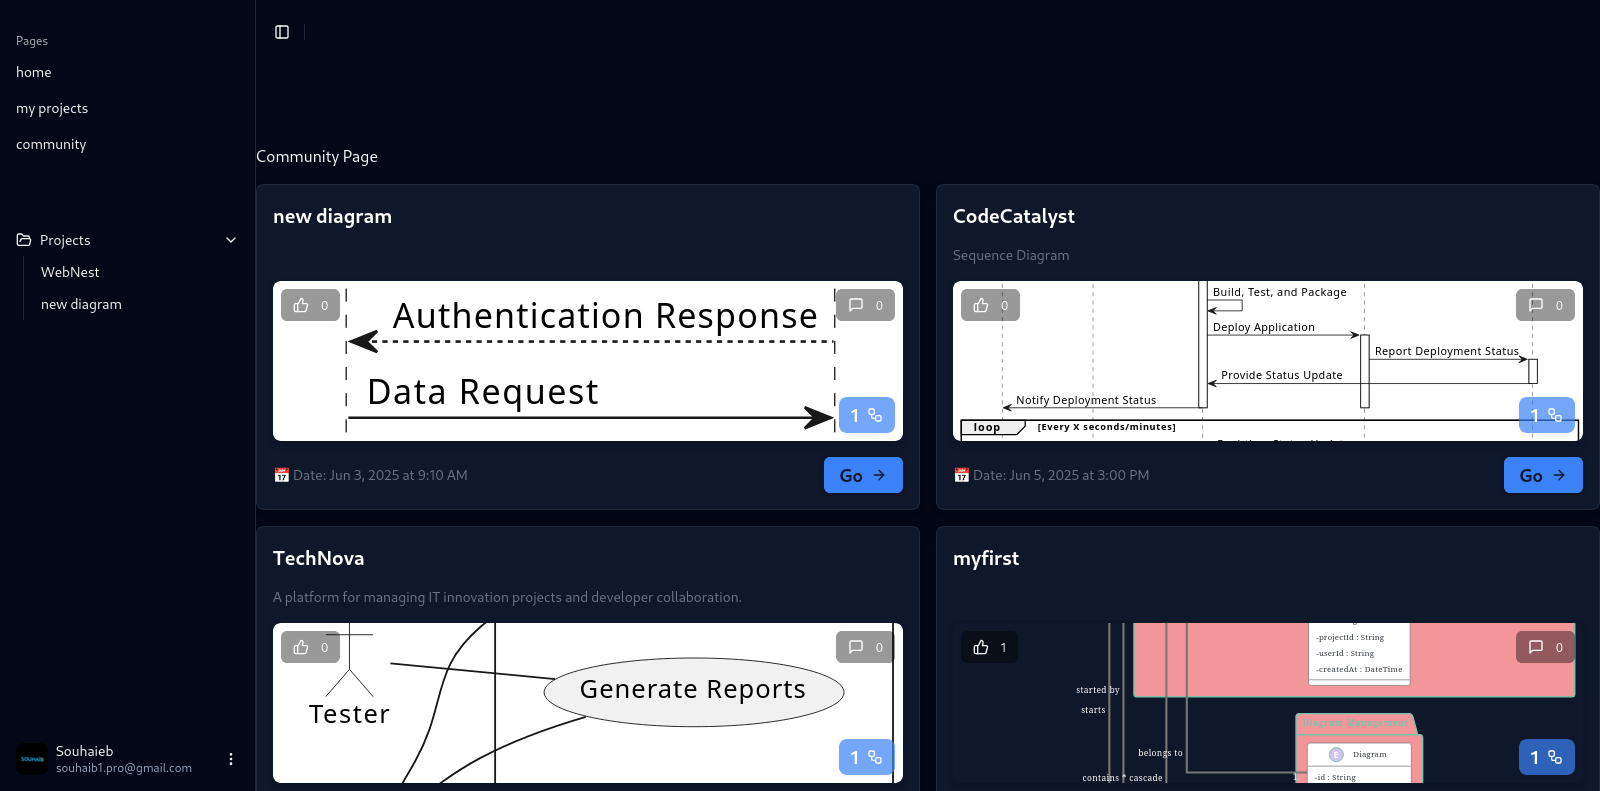 Pages
home
my projects
community
Projects
WebNest
new diagram
Souhaieb
souhaib1.pro@gmail.com
Community Page
new diagram
0
0
Authentication Response
Data Request
1
📅 Date: Jun 3, 2025 at 9:10 AM
Go →
CodeCatalyst
Sequence Diagram
0
0
Build, Test, and Package
Deploy Application
Report Deployment Status
Provide Status Update
Notify Deployment Status
1
loop
[Every X seconds/minutes]
📅 Date: Jun 5, 2025 at 3:00 PM
Go →
TechNova
A platform for managing IT innovation projects and developer collaboration.
0
0
Generate Reports
Tester
1
myfirst
1
0
-projectId : String
-userId : String
-createdAt : DateTime
started by
starts
Diagram Management
belongs to
E Diagram
1
contains * cascade
1
-id : String